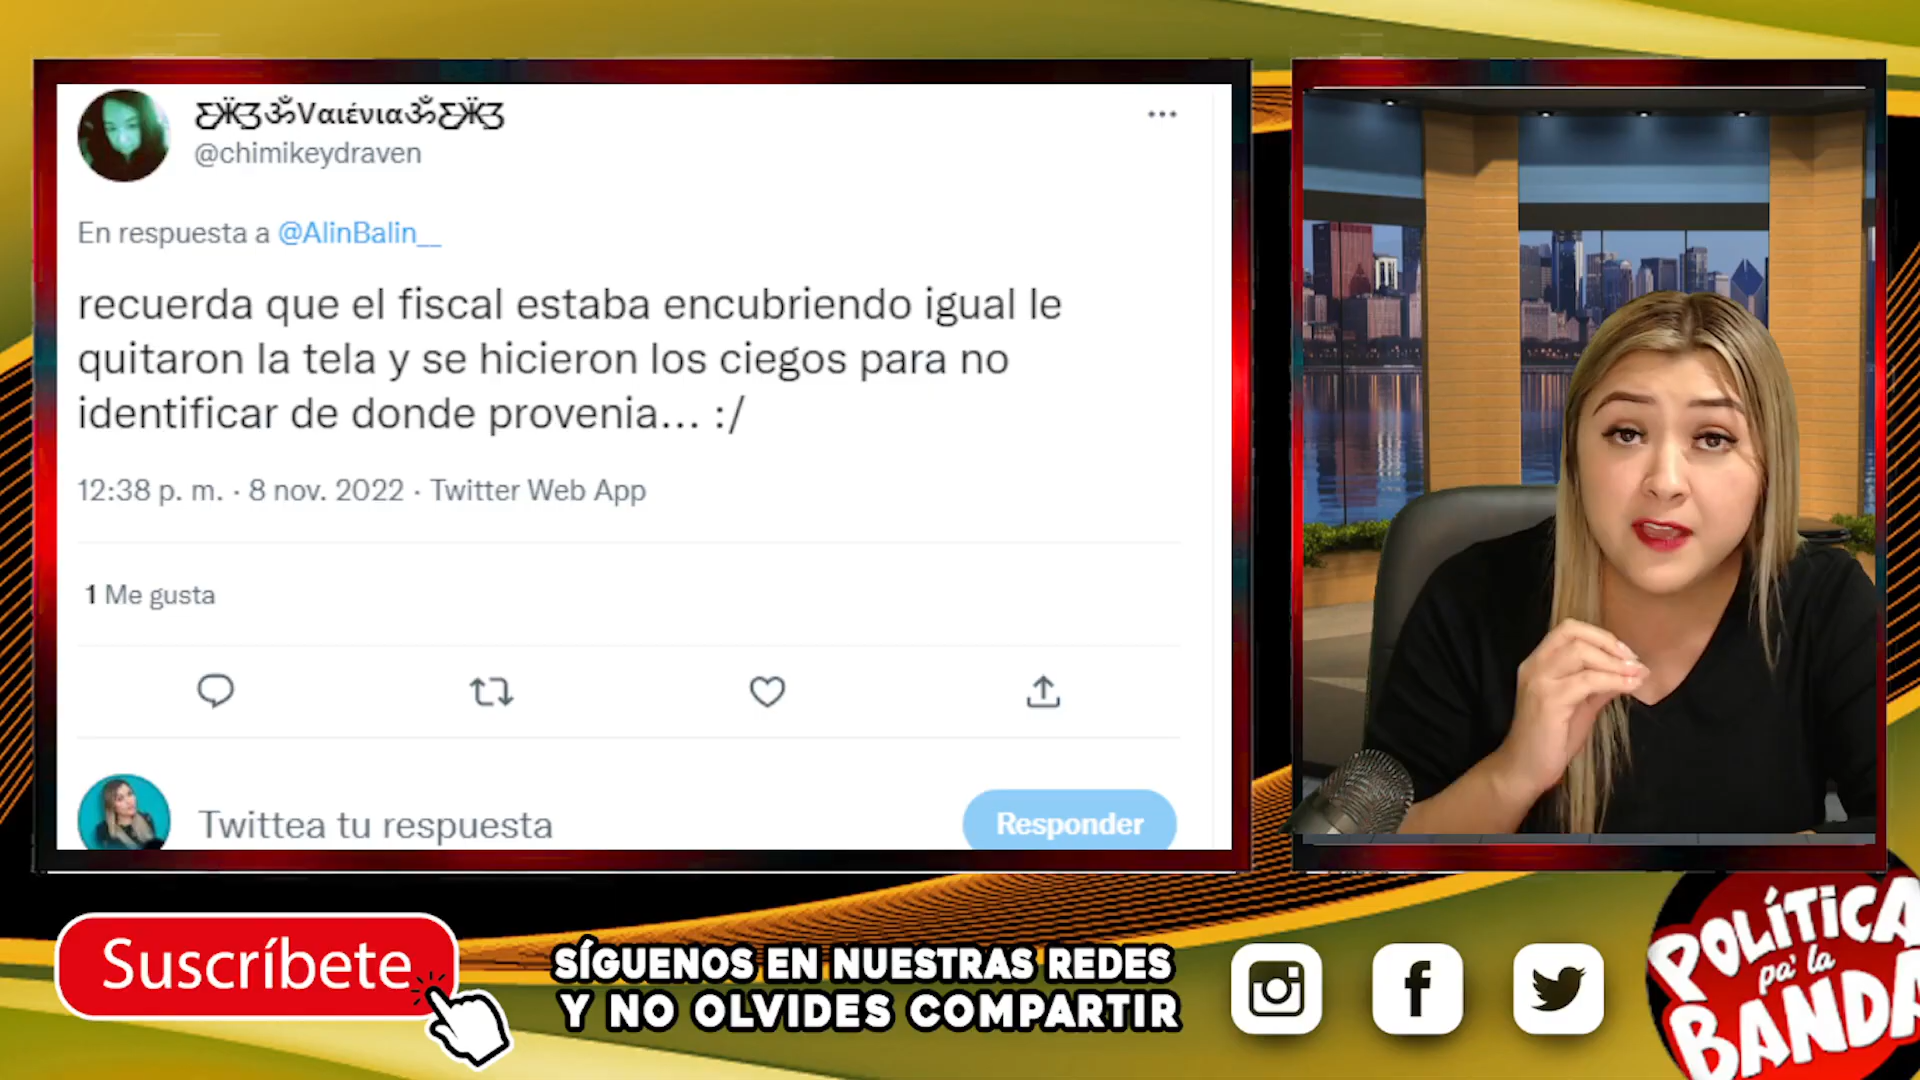 Ƹ̵̡Ӝ̵̨̄ƷॐVαιένιαॐ Ƹ̵̡Ӝ̵̨̄Ʒ
@chimikeydraven
En respuesta a @AlinBalin__
recuerda que el fiscal estaba encubriendo igual le
quitaron la tela y se hicieron los ciegos para no
identificar de donde provenia... :/
12:38 p. m. · 8 nov. 2022 · Twitter Web App
1 Me gusta
Twittea tu respuesta
Responder
Suscríbete
SÍGUENOS EN NUESTRAS REDES
Y NO OLVIDES COMPARTIR
POLÍTICA
pa' la
BANDA